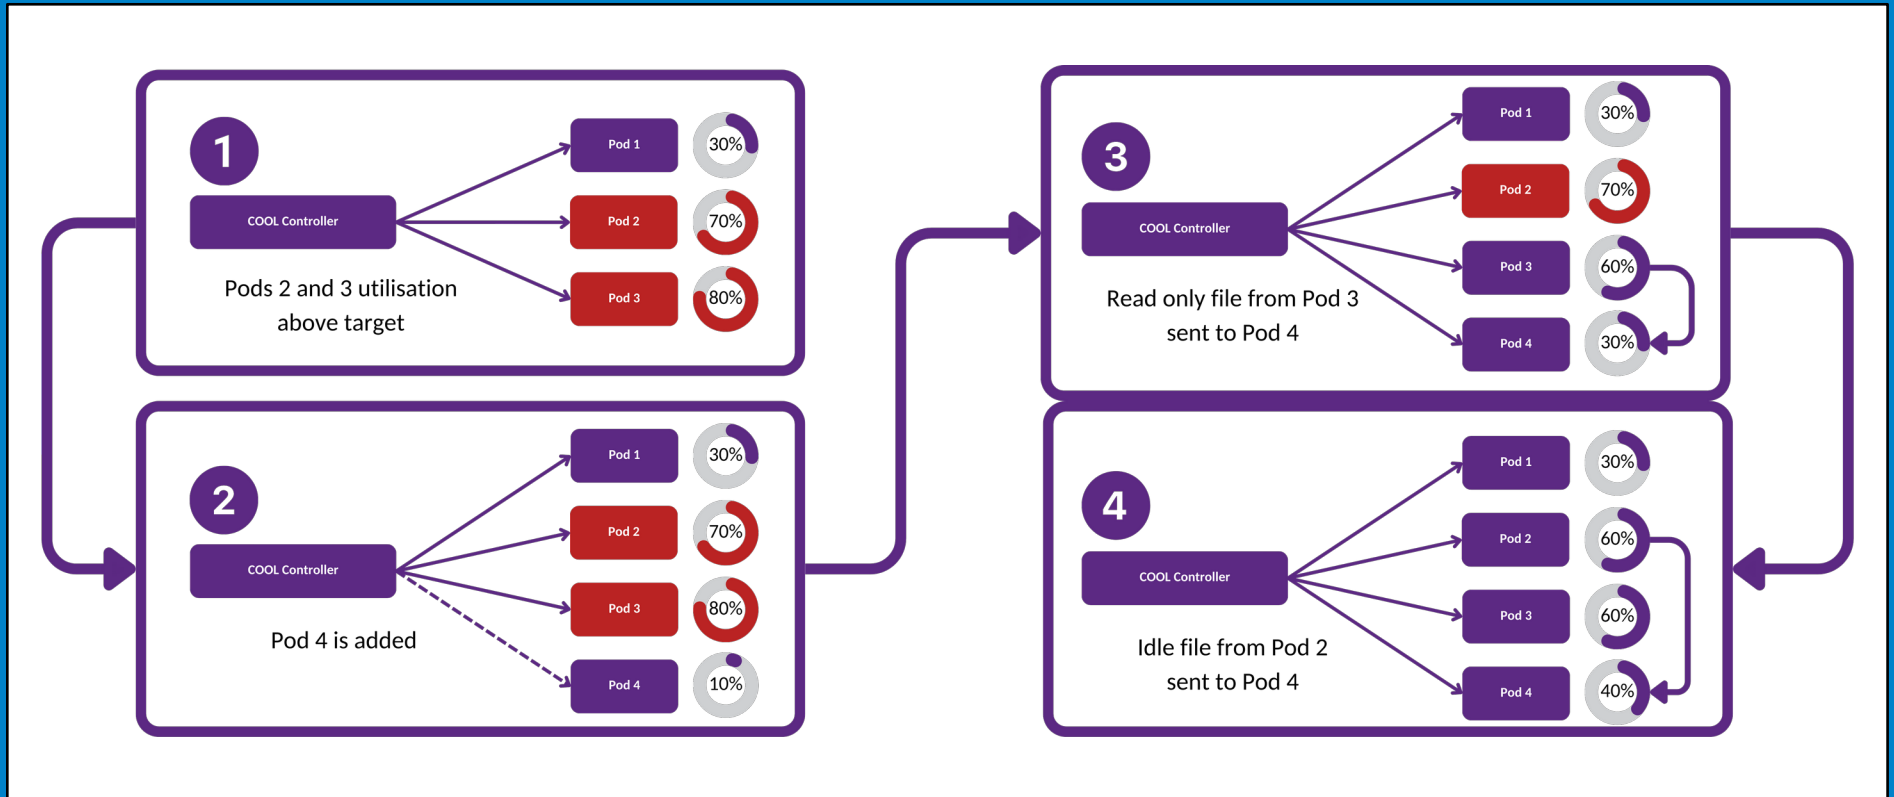 1
COOL Controller
Pods 2 and 3 utilisation
above target
Pod 1
30%
Pod 2
70%
Pod 3
80%
2
COOL Controller
Pod 4 is added
Pod 1
30%
Pod 2
70%
Pod 3
80%
Pod 4
10%
3
COOL Controller
Read only file from Pod 3
sent to Pod 4
Pod 1
30%
Pod 2
70%
Pod 3
60%
Pod 4
30%
4
COOL Controller
Idle file from Pod 2
sent to Pod 4
Pod 1
30%
Pod 2
60%
Pod 3
60%
Pod 4
40%